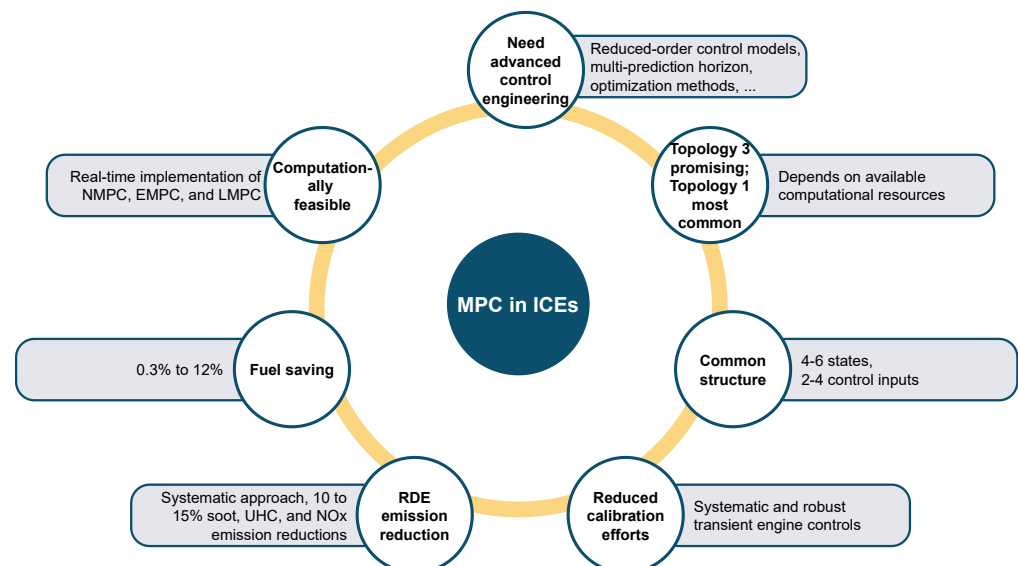 Need
advanced
control
engineering
Reduced-order control models,
multi-prediction horizon,
optimization methods, ...
Topology 3
promising;
Topology 1
most
common
Depends on available
computational resources
Common
structure
4-6 states,
2-4 control inputs
Reduced
calibration
efforts
Systematic and robust
transient engine controls
RDE
emission
reduction
Systematic approach, 10 to
15% soot, UHC, and NOx
emission reductions
Fuel saving
0.3% to 12%
Computation-
ally
feasible
Real-time implementation of
NMPC, EMPC, and LMPC
MPC in ICEs